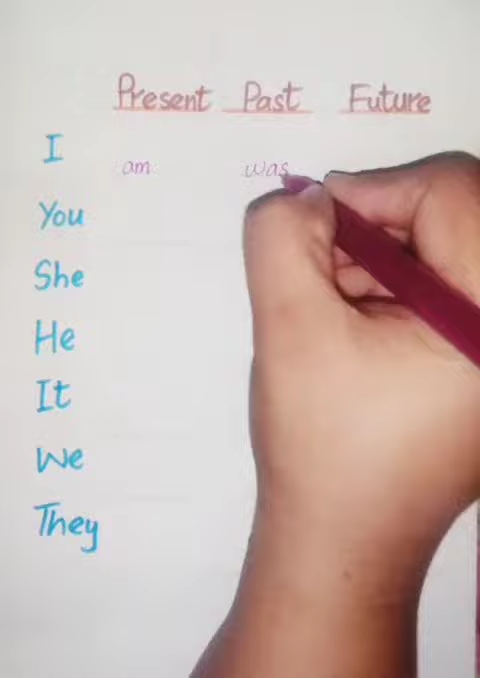 Present Past Future
I am was
You
She
He
It
We
They